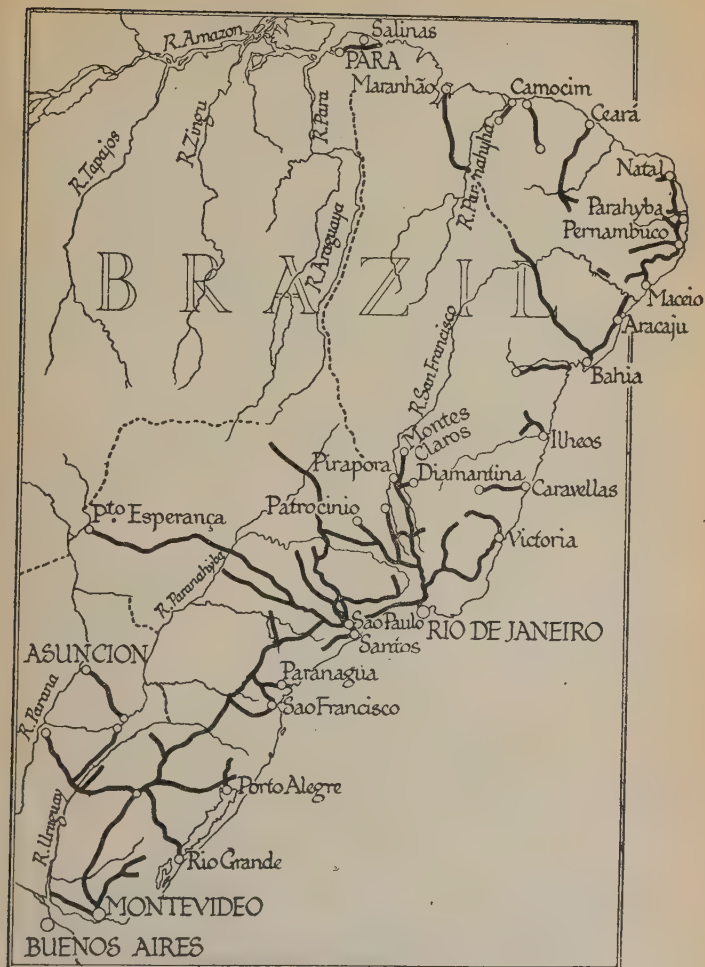 R. Amazon
Salinas
PARA
Maranhão
Camocim
Ceará
R. Tapajos
R. Zingu
R. Para
R. Parnahyba
Natal
Parahyba
Pernambuco
R. Araguaya
BRAZIL
Maceio
Aracaju
R. San Francisco
Bahia
Montes
Claros
Ilheos
Pirapora
Diamantina
Caravellas
Patrocinio
Pto Esperança
Victoria
R. Paranahyba
São Paulo
RIO DE JANEIRO
Santos
ASUNCION
Paranagua
Sao Francisco
R. Parana
Porto Alegre
R. Uruguay
Rio Grande
MONTEVIDEO
BUENOS AIRES